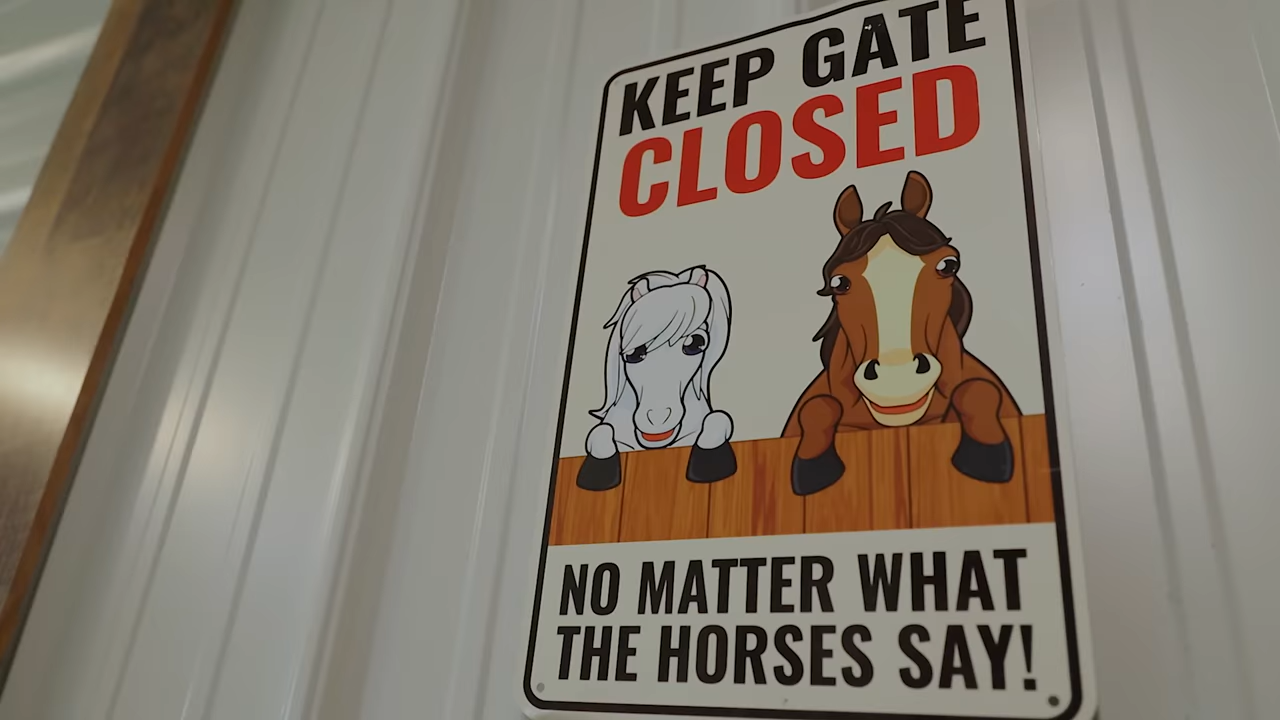 KEEP GATE
CLOSED
NO MATTER WHAT
THE HORSES SAY!